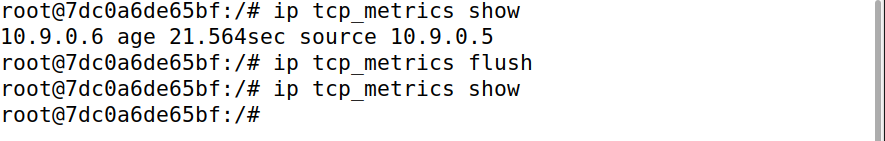 root@7dc0a6de65bf:/# ip tcp_metrics show
10.9.0.6 age 21.564sec source 10.9.0.5
root@7dc0a6de65bf:/# ip tcp_metrics flush
root@7dc0a6de65bf:/# ip tcp_metrics show
root@7dc0a6de65bf:/#